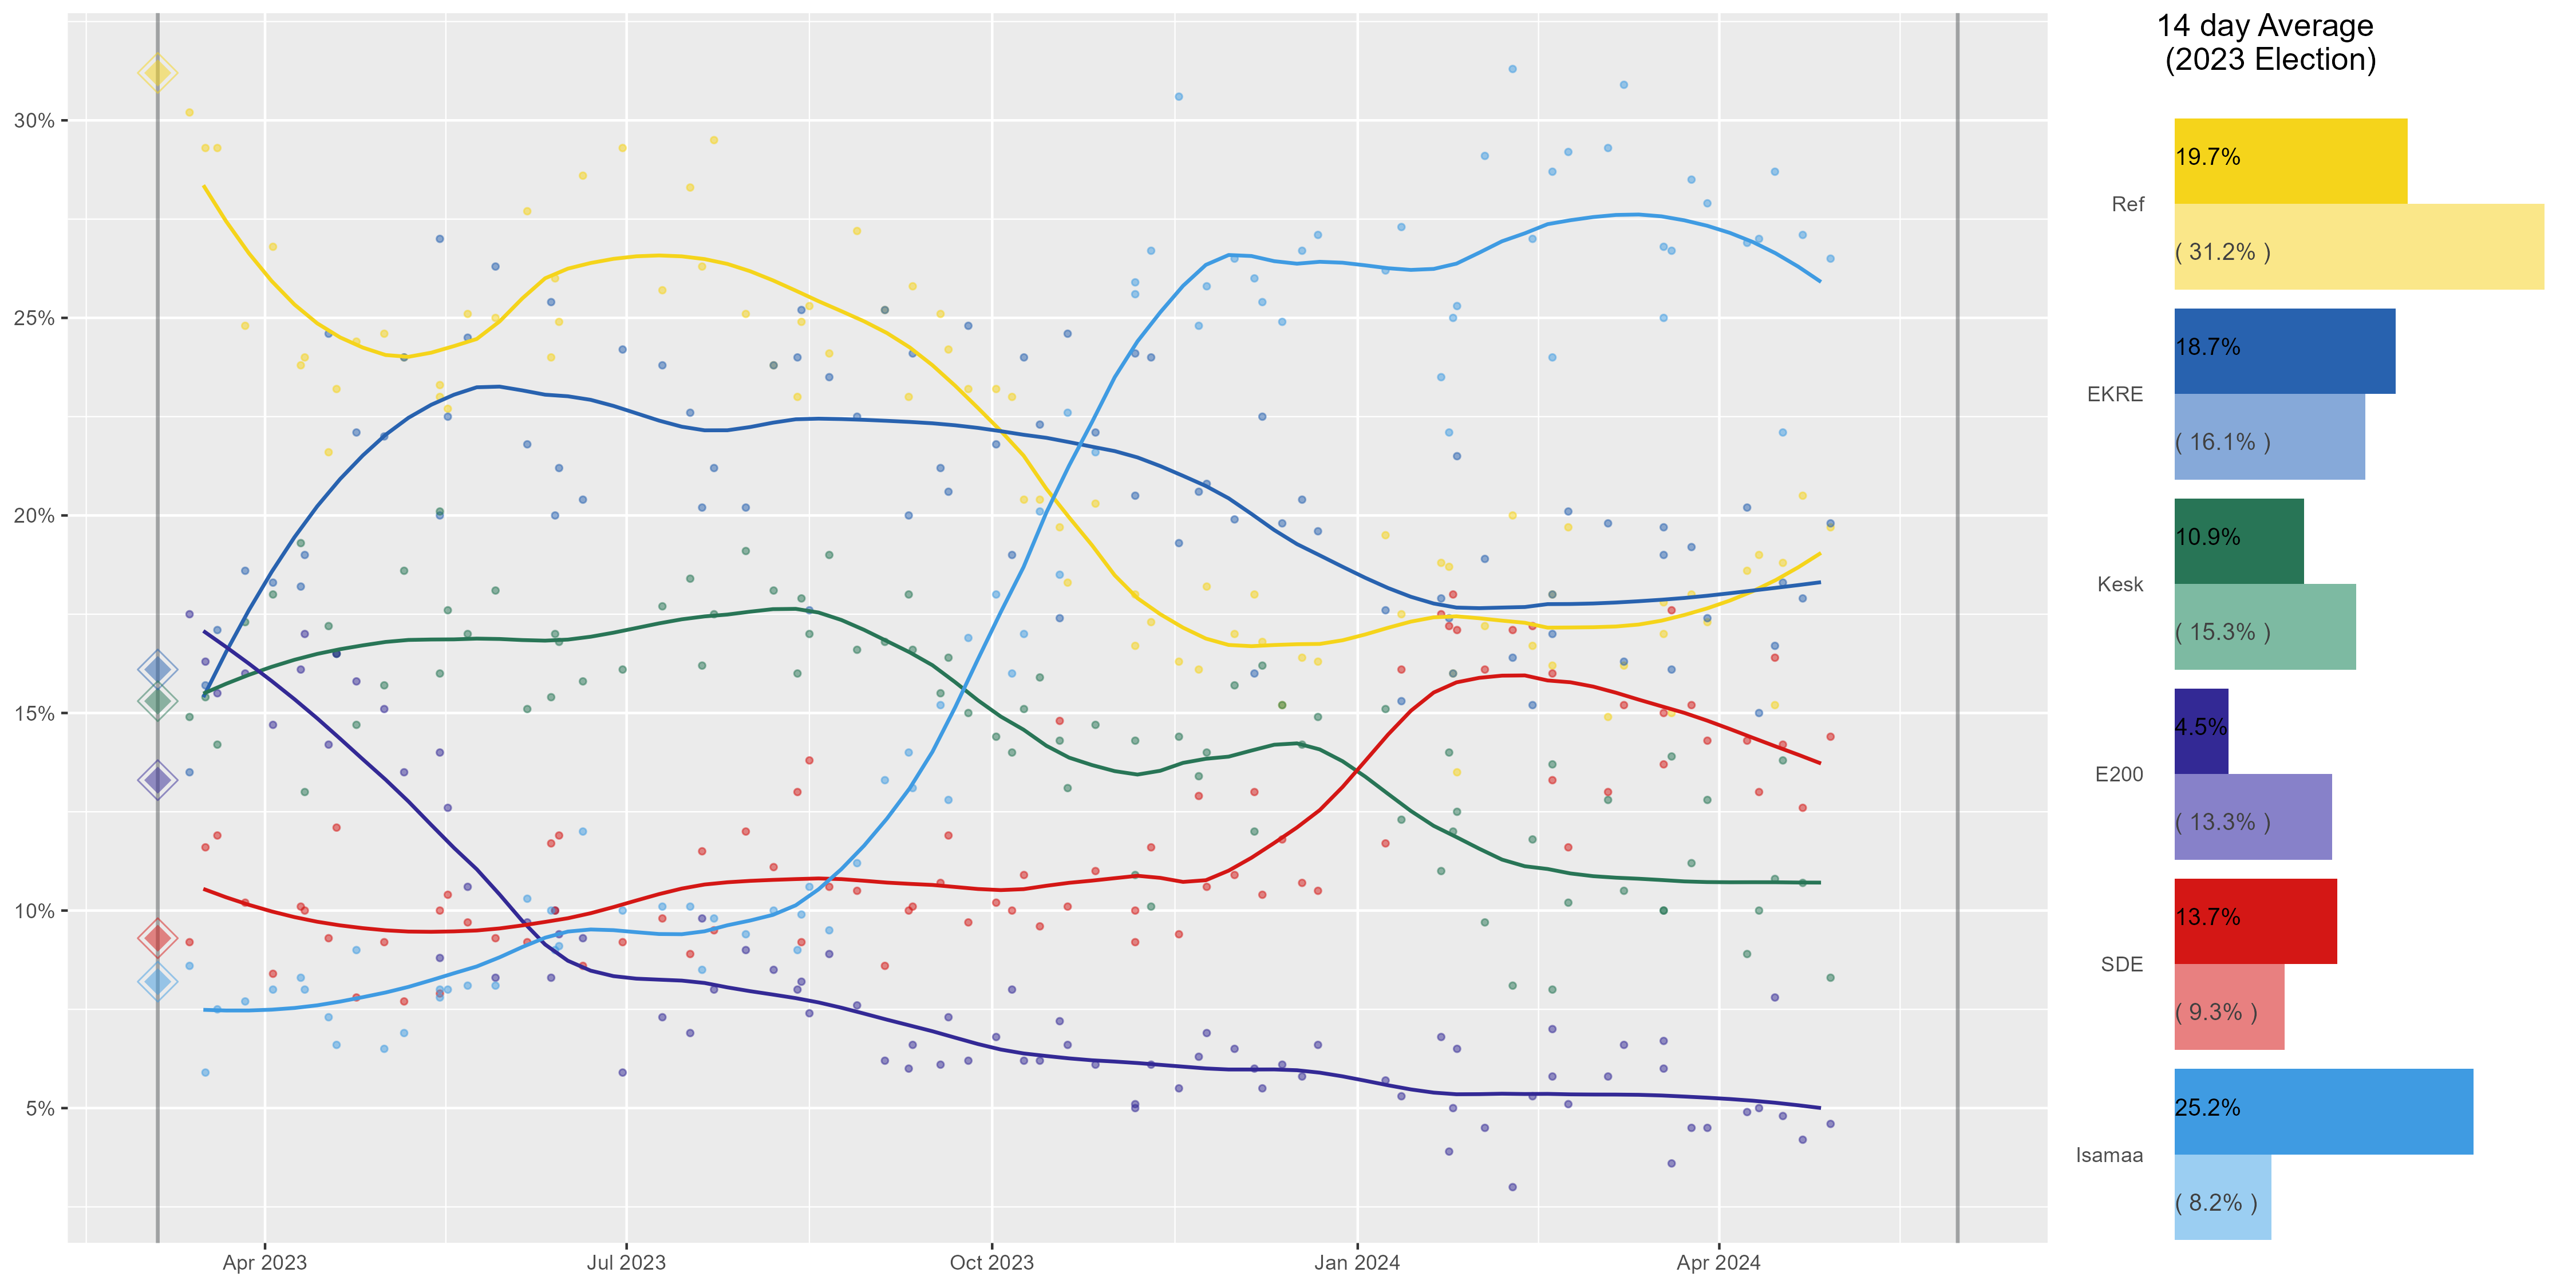 14 day Average
(2023 Election)
30%
25%
20%
15%
10%
5%
Apr 2023
Jul 2023
Oct 2023
Jan 2024
Apr 2024
Ref
19.7%
( 31.2% )
EKRE
18.7%
( 16.1% )
Kesk
10.9%
( 15.3% )
E200
4.5%
( 13.3% )
SDE
13.7%
( 9.3% )
Isamaa
25.2%
( 8.2% )